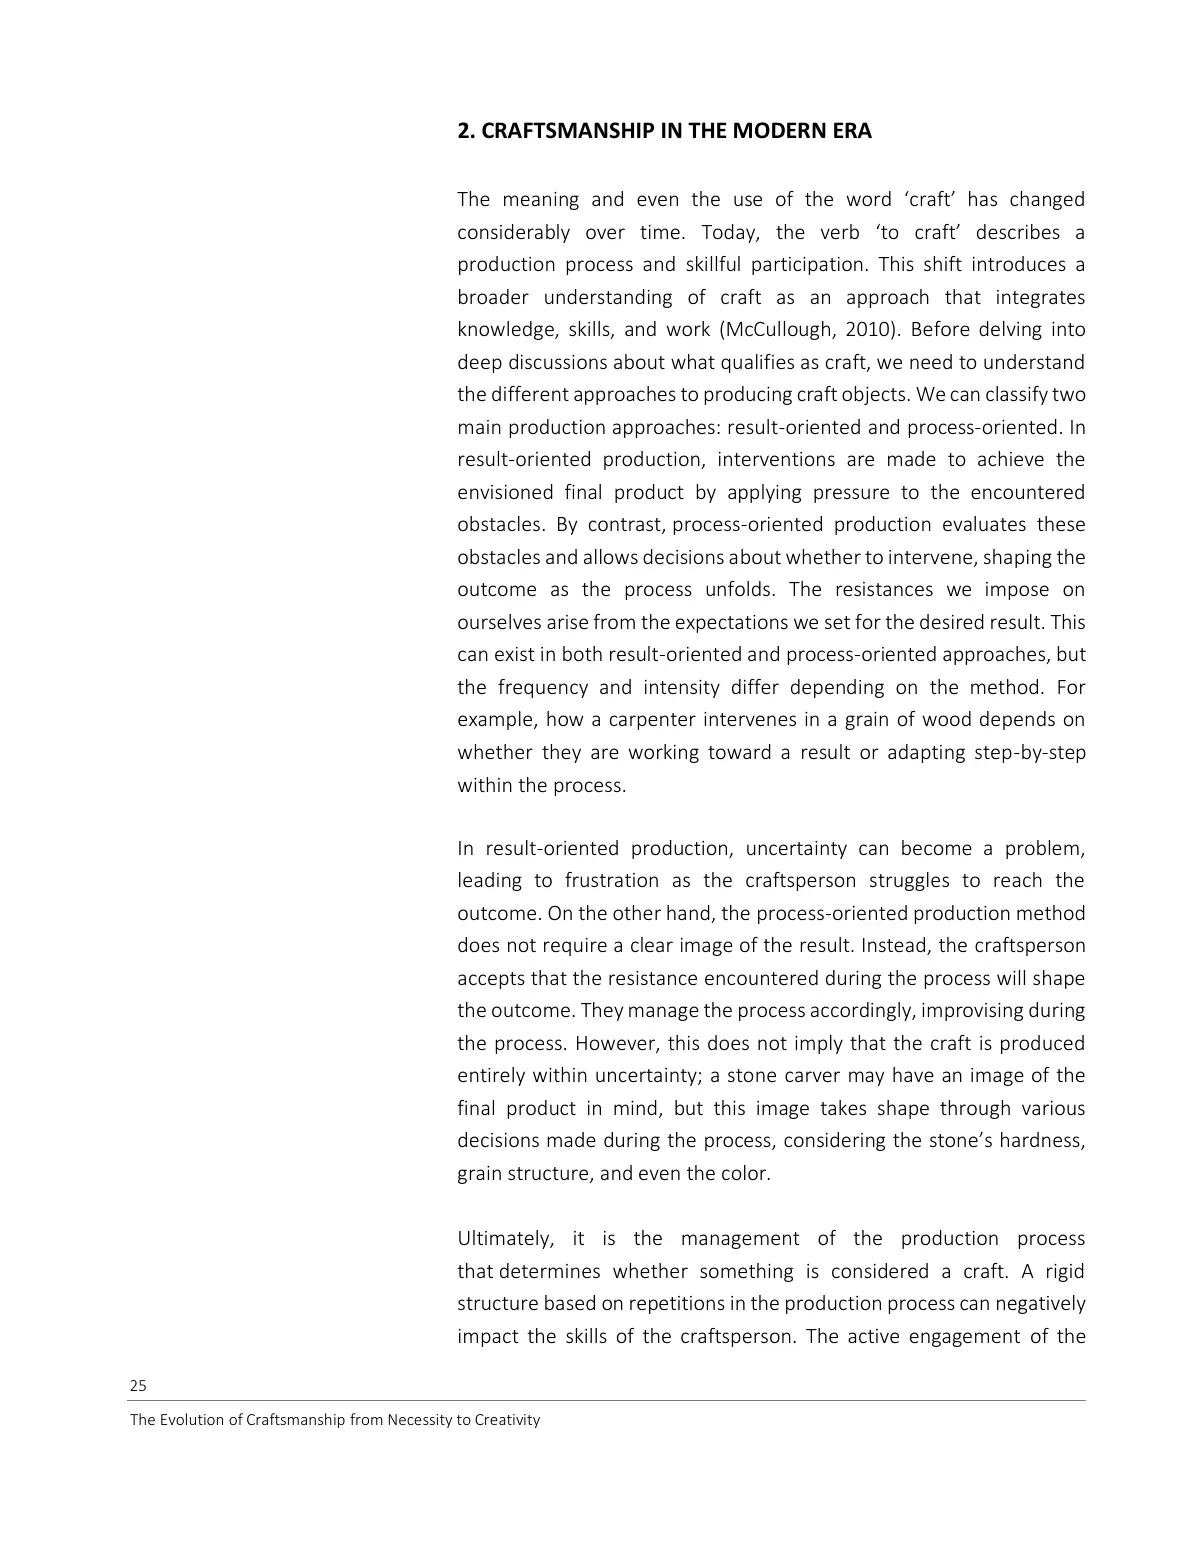 2. CRAFTSMANSHIP IN THE MODERN ERA
The meaning and even the use of the word ‘craft’ has changed
considerably over time. Today, the verb ‘to craft’ describes a
production process and skillful participation. This shift introduces a
broader understanding of craft as an approach that integrates
knowledge, skills, and work (McCullough, 2010). Before delving into
deep discussions about what qualifies as craft, we need to understand
the different approaches to producing craft objects. We can classify two
main production approaches: result-oriented and process-oriented. In
result-oriented production, interventions are made to achieve the
envisioned final product by applying pressure to the encountered
obstacles. By contrast, process-oriented production evaluates these
obstacles and allows decisions about whether to intervene, shaping the
outcome as the process unfolds. The resistances we impose on
ourselves arise from the expectations we set for the desired result. This
can exist in both result-oriented and process-oriented approaches, but
the frequency and intensity differ depending on the method. For
example, how a carpenter intervenes in a grain of wood depends on
whether they are working toward a result or adapting step-by-step
within the process.
In result-oriented production, uncertainty can become a problem,
leading to frustration as the craftsperson struggles to reach the
outcome. On the other hand, the process-oriented production method
does not require a clear image of the result. Instead, the craftsperson
accepts that the resistance encountered during the process will shape
the outcome. They manage the process accordingly, improvising during
the process. However, this does not imply that the craft is produced
entirely within uncertainty; a stone carver may have an image of the
final product in mind, but this image takes shape through various
decisions made during the process, considering the stone’s hardness,
grain structure, and even the color.
Ultimately, it is the management of the production process
that determines whether something is considered a craft. A rigid
structure based on repetitions in the production process can negatively
impact the skills of the craftsperson. The active engagement of the
25
The Evolution of Craftsmanship from Necessity to Creativity